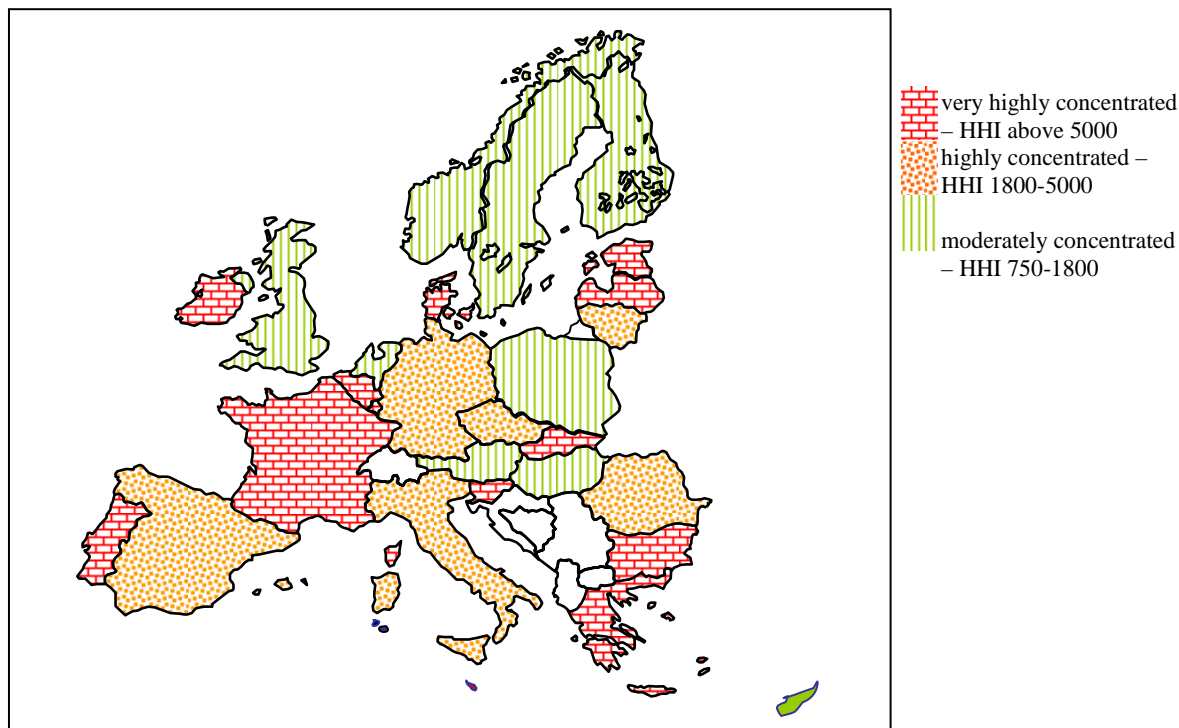 very highly concentrated
– HHI above 5000
highly concentrated –
HHI 1800-5000
moderately concentrated
– HHI 750-1800